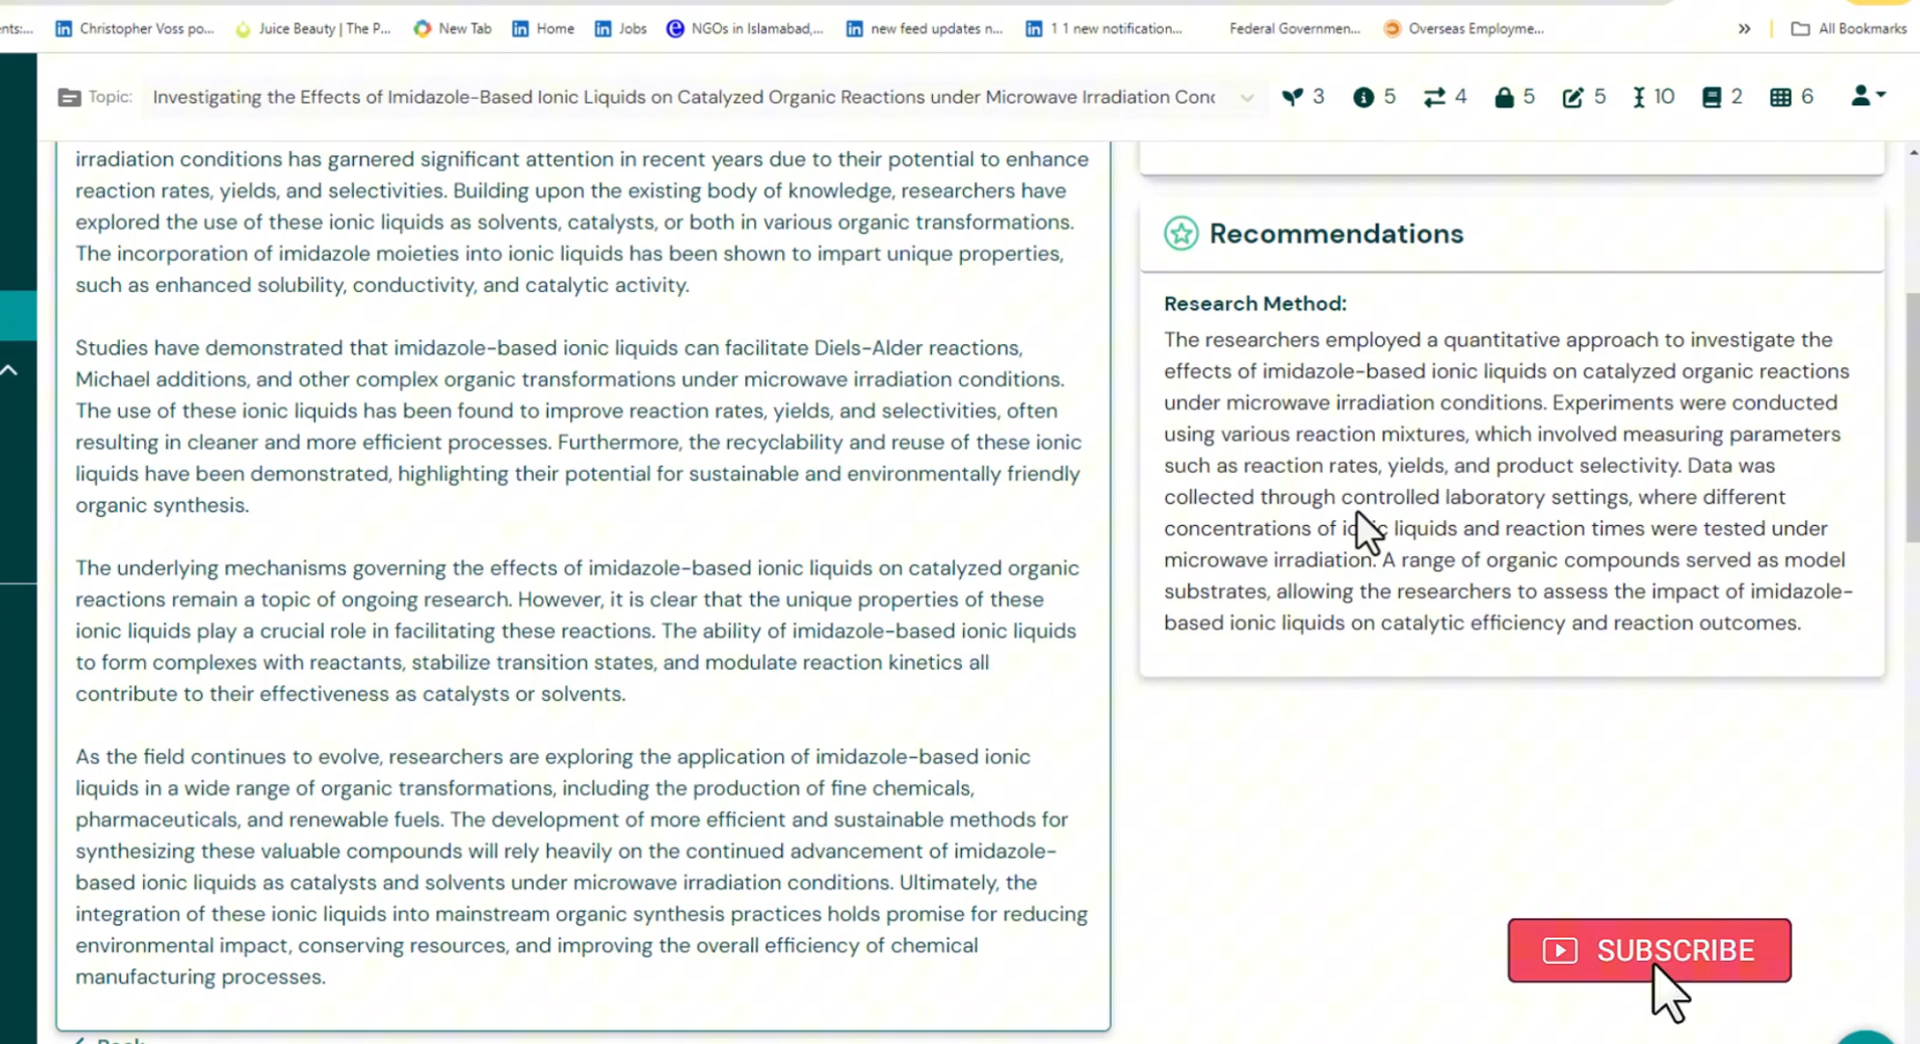 nts:...
Christopher Voss po...
Juice Beauty | The P...
New Tab
Home
Jobs
NGOs in Islamabad,...
new feed updates n...
1 1 new notification...
Federal Governmen...
Overseas Employme...
»
All Bookmarks
Topic: Investigating the Effects of Imidazole-Based Ionic Liquids on Catalyzed Organic Reactions under Microwave Irradiation Conc
3
5
4
5
5
10
2
6
irradiation conditions has garnered significant attention in recent years due to their potential to enhance
reaction rates, yields, and selectivities. Building upon the existing body of knowledge, researchers have
explored the use of these ionic liquids as solvents, catalysts, or both in various organic transformations.
The incorporation of imidazole moieties into ionic liquids has been shown to impart unique properties,
such as enhanced solubility, conductivity, and catalytic activity.
Studies have demonstrated that imidazole-based ionic liquids can facilitate Diels-Alder reactions,
Michael additions, and other complex organic transformations under microwave irradiation conditions.
The use of these ionic liquids has been found to improve reaction rates, yields, and selectivities, often
resulting in cleaner and more efficient processes. Furthermore, the recyclability and reuse of these ionic
liquids have been demonstrated, highlighting their potential for sustainable and environmentally friendly
organic synthesis.
The underlying mechanisms governing the effects of imidazole-based ionic liquids on catalyzed organic
reactions remain a topic of ongoing research. However, it is clear that the unique properties of these
ionic liquids play a crucial role in facilitating these reactions. The ability of imidazole-based ionic liquids
to form complexes with reactants, stabilize transition states, and modulate reaction kinetics all
contribute to their effectiveness as catalysts or solvents.
As the field continues to evolve, researchers are exploring the application of imidazole-based ionic
liquids in a wide range of organic transformations, including the production of fine chemicals,
pharmaceuticals, and renewable fuels. The development of more efficient and sustainable methods for
synthesizing these valuable compounds will rely heavily on the continued advancement of imidazole-
based ionic liquids as catalysts and solvents under microwave irradiation conditions. Ultimately, the
integration of these ionic liquids into mainstream organic synthesis practices holds promise for reducing
environmental impact, conserving resources, and improving the overall efficiency of chemical
manufacturing processes.
Back
Recommendations
Research Method:
The researchers employed a quantitative approach to investigate the
effects of imidazole-based ionic liquids on catalyzed organic reactions
under microwave irradiation conditions. Experiments were conducted
using various reaction mixtures, which involved measuring parameters
such as reaction rates, yields, and product selectivity. Data was
collected through controlled laboratory settings, where different
concentrations of ionic liquids and reaction times were tested under
microwave irradiation. A range of organic compounds served as model
substrates, allowing the researchers to assess the impact of imidazole-
based ionic liquids on catalytic efficiency and reaction outcomes.
SUBSCRIBE